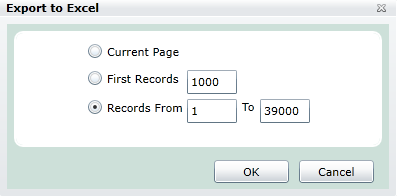 Export to Excel
Current Page
First Records 1000
Records From 1 To 39000
OK Cancel